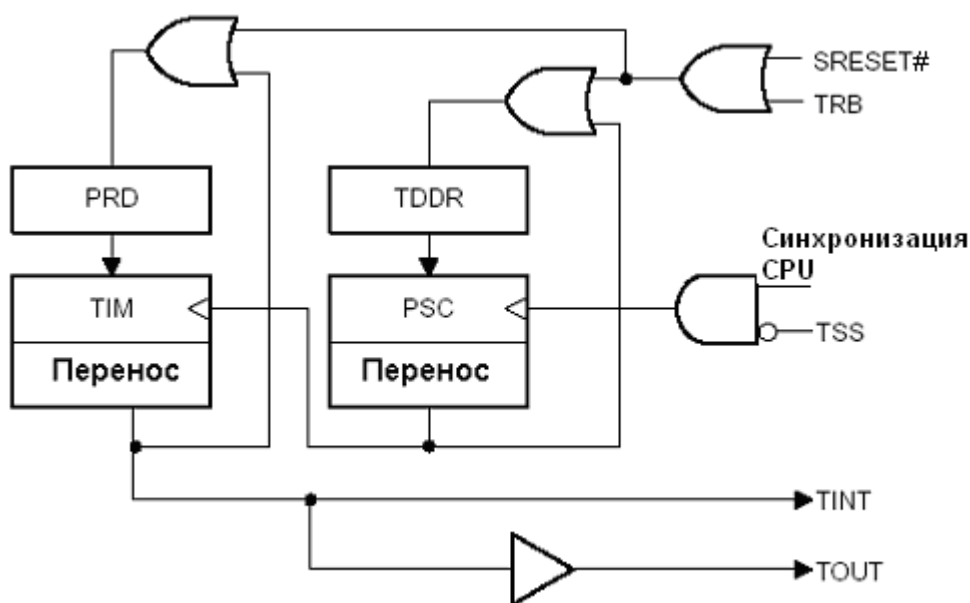 SRESET#
TRB
PRD
TDDR
Синхронизация
CPU
TIM
PSC
TSS
Перенос
Перенос
TINT
TOUT